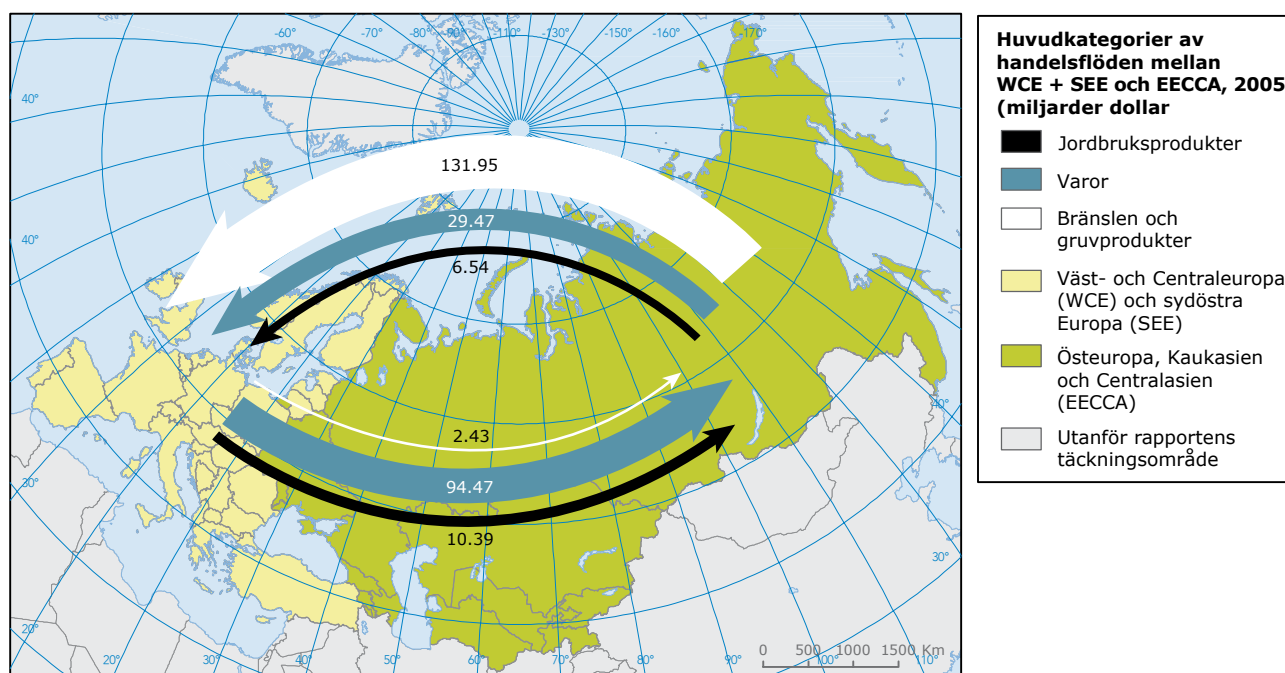 -60°
-70°
-80°
-90°
-110°
-130°
-150°
-160°
-170°
40°
40°
40°
30°
30°
20°
20°
30°
40°
50°
60°
70°
80°
90°
100°
110°
131.95
29.47
6.54
2.43
94.47
10.39
0 500 1000 1500 Km
Huvudkategorier av
handelsflöden mellan
WCE + SEE och EECCA, 2005
(miljarder dollar
Jordbruksprodukter
Varor
Bränslen och
gruvprodukter
Väst- och Centraleuropa
(WCE) och sydöstra
Europa (SEE)
Östeuropa, Kaukasien
och Centralasien
(EECCA)
Utanför rapportens
täckningsområde